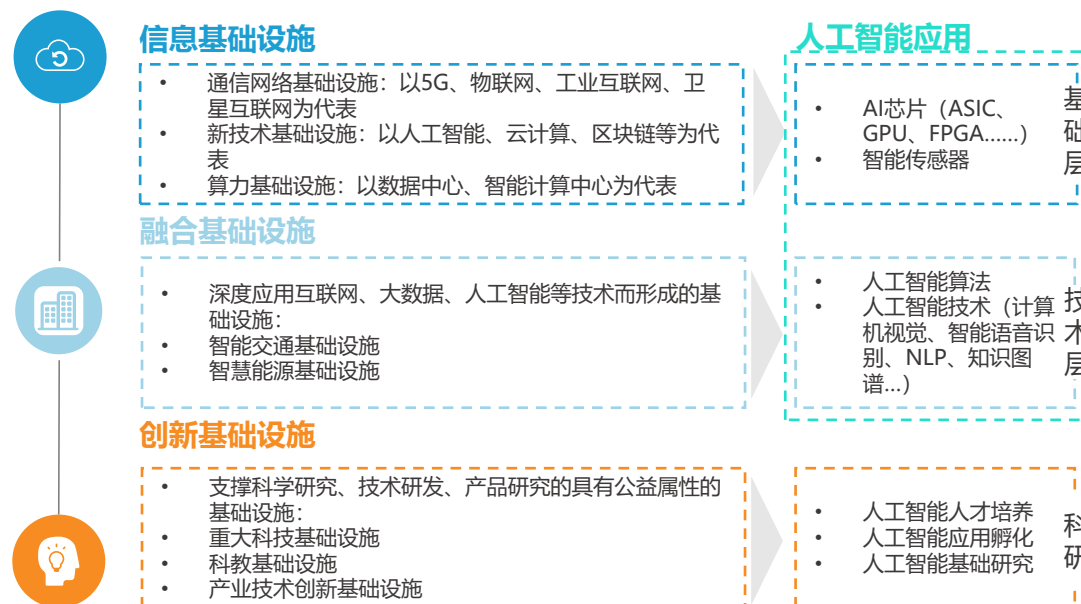 信息基础设施
• 通信网络基础设施：以5G、物联网、工业互联网、卫
星互联网为代表
• 新技术基础设施：以人工智能、云计算、区块链等为代
表
• 算力基础设施：以数据中心、智能计算中心为代表
人工智能应用
• AI芯片（ASIC、
GPU、FPGA……）
• 智能传感器
基
础
层
融合基础设施
• 深度应用互联网、大数据、人工智能等技术而形成的基
础设施：
• 智能交通基础设施
• 智慧能源基础设施
• 人工智能算法
• 人工智能技术（计算
机视觉、智能语音识
别、NLP、知识图
谱...）
技
术
层
创新基础设施
• 支撑科学研究、技术研发、产品研究的具有公益属性的
基础设施：
• 重大科技基础设施
• 科教基础设施
• 产业技术创新基础设施
• 人工智能人才培养
• 人工智能应用孵化
• 人工智能基础研究
科
研